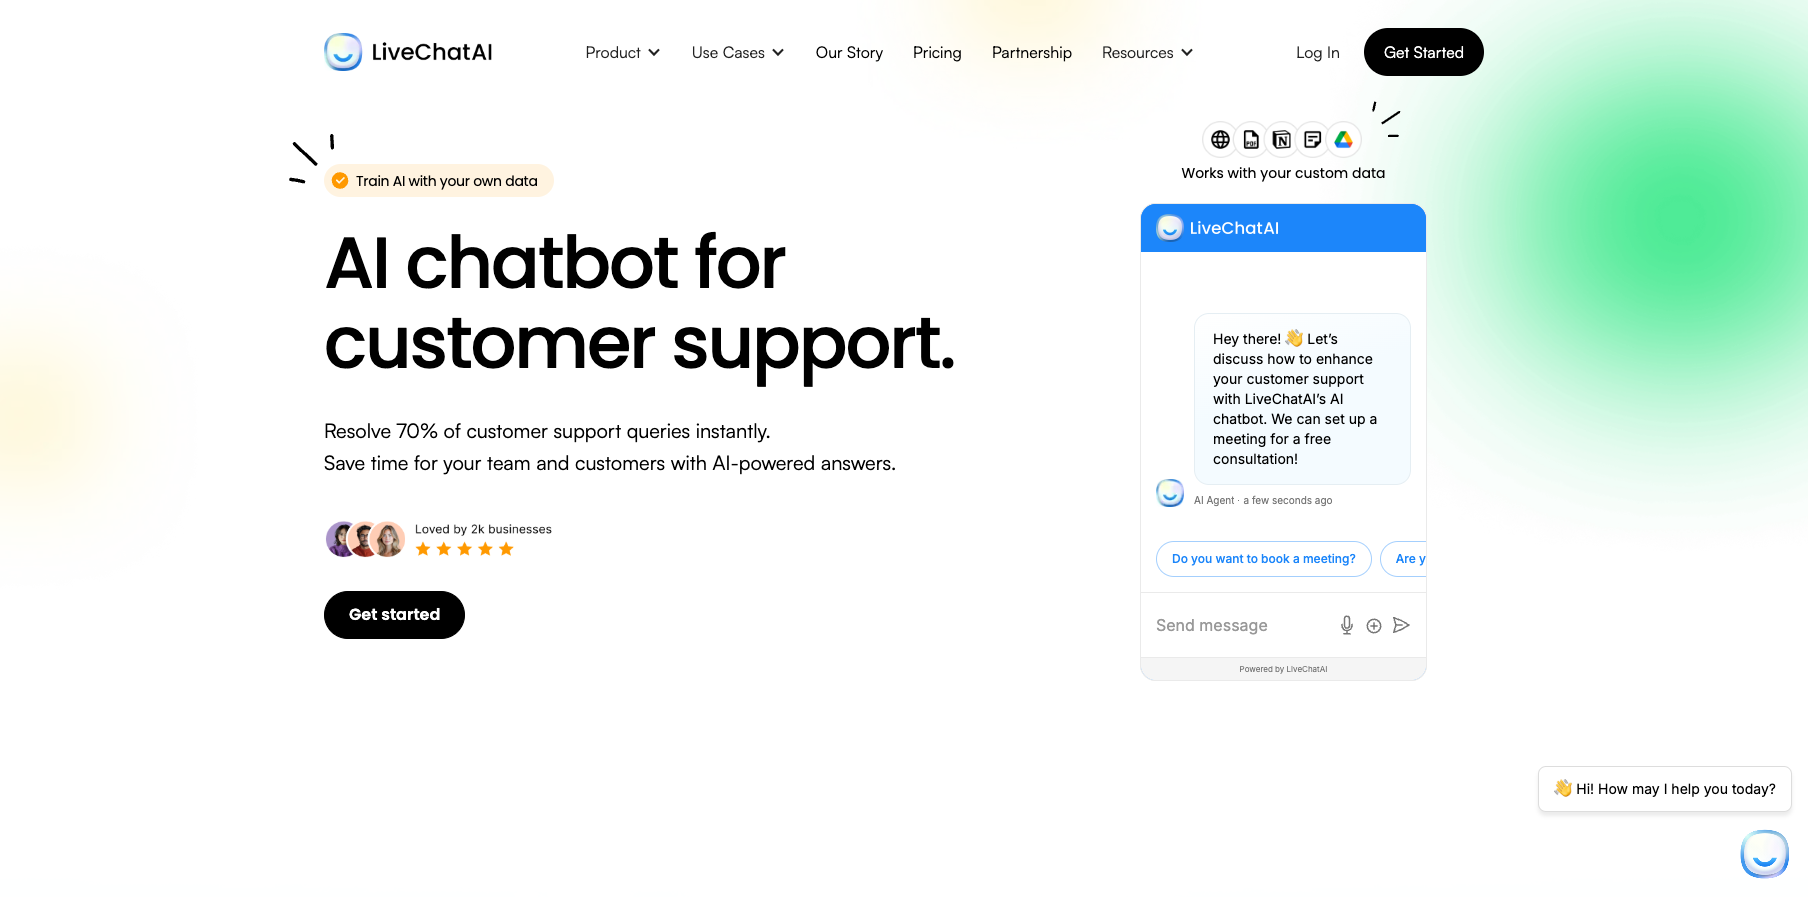 LiveChatAI
Product
Use Cases
Our Story
Pricing
Partnership
Resources
Log In
Get Started
Train AI with your own data
AI chatbot for
customer support.
Resolve 70% of customer support queries instantly.
Save time for your team and customers with AI-powered answers.
Loved by 2k businesses
Get started
PDF
Works with your custom data
LiveChatAI
Hey there! 👋 Let's
discuss how to enhance
your customer support
with LiveChatAI's AI
chatbot. We can set up a
meeting for a free
consultation!
AI Agent · a few seconds ago
Do you want to book a meeting?
Are y
Send message
Powered by LiveChatAI
👋 Hi! How may I help you today?